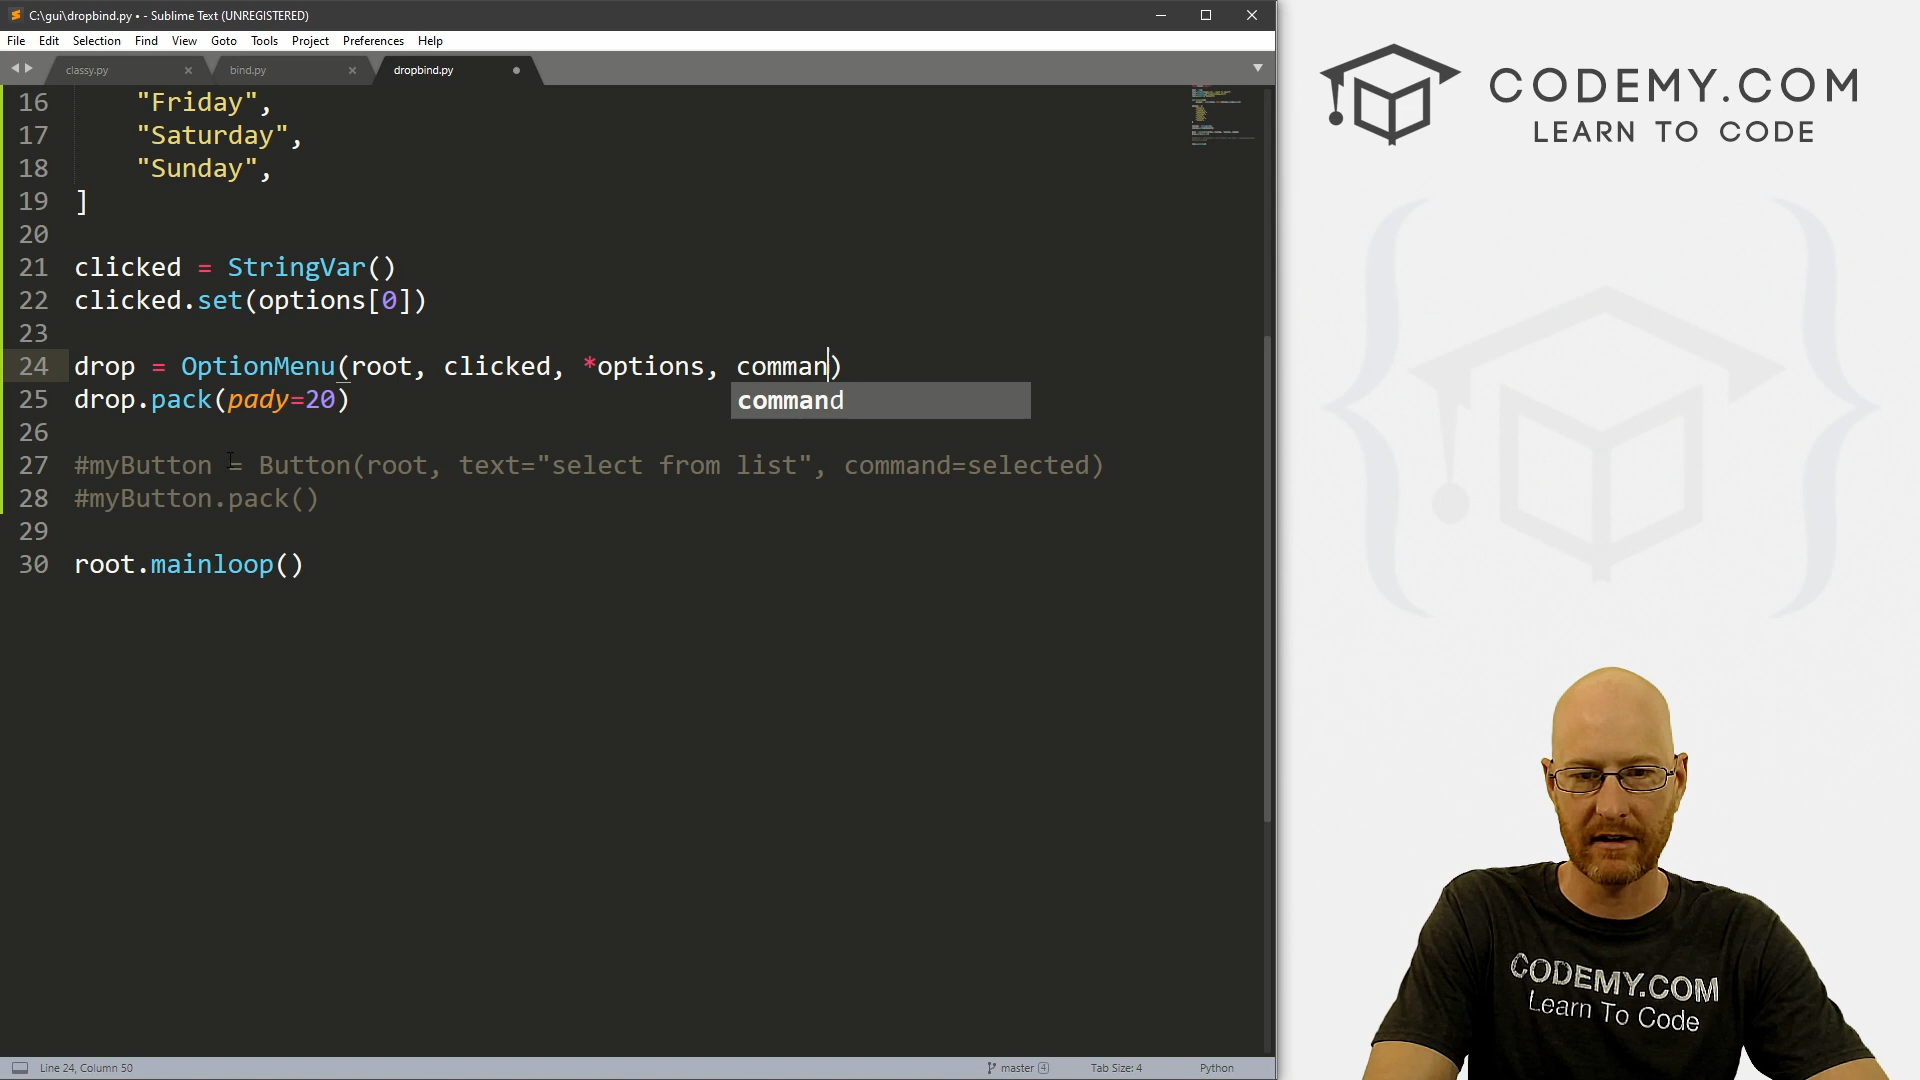 C:\gui\dropbind.py • - Sublime Text (UNREGISTERED)
File Edit Selection Find View Goto Tools Project Preferences Help
classy.py bind.py dropbind.py
16 "Friday",
17 "Saturday",
18 "Sunday",
19 ]
20
21 clicked = StringVar()
22 clicked.set(options[0])
23
24 drop = OptionMenu(root, clicked, *options, comman)
command
25 drop.pack(pady=20)
26
27 #myButton = Button(root, text="select from list", command=selected)
28 #myButton.pack()
29
30 root.mainloop()
Line 24, Column 50 master 4 Tab Size: 4 Python
CODEMY.COM
LEARN TO CODE
CODEMY.COM
Learn To Code